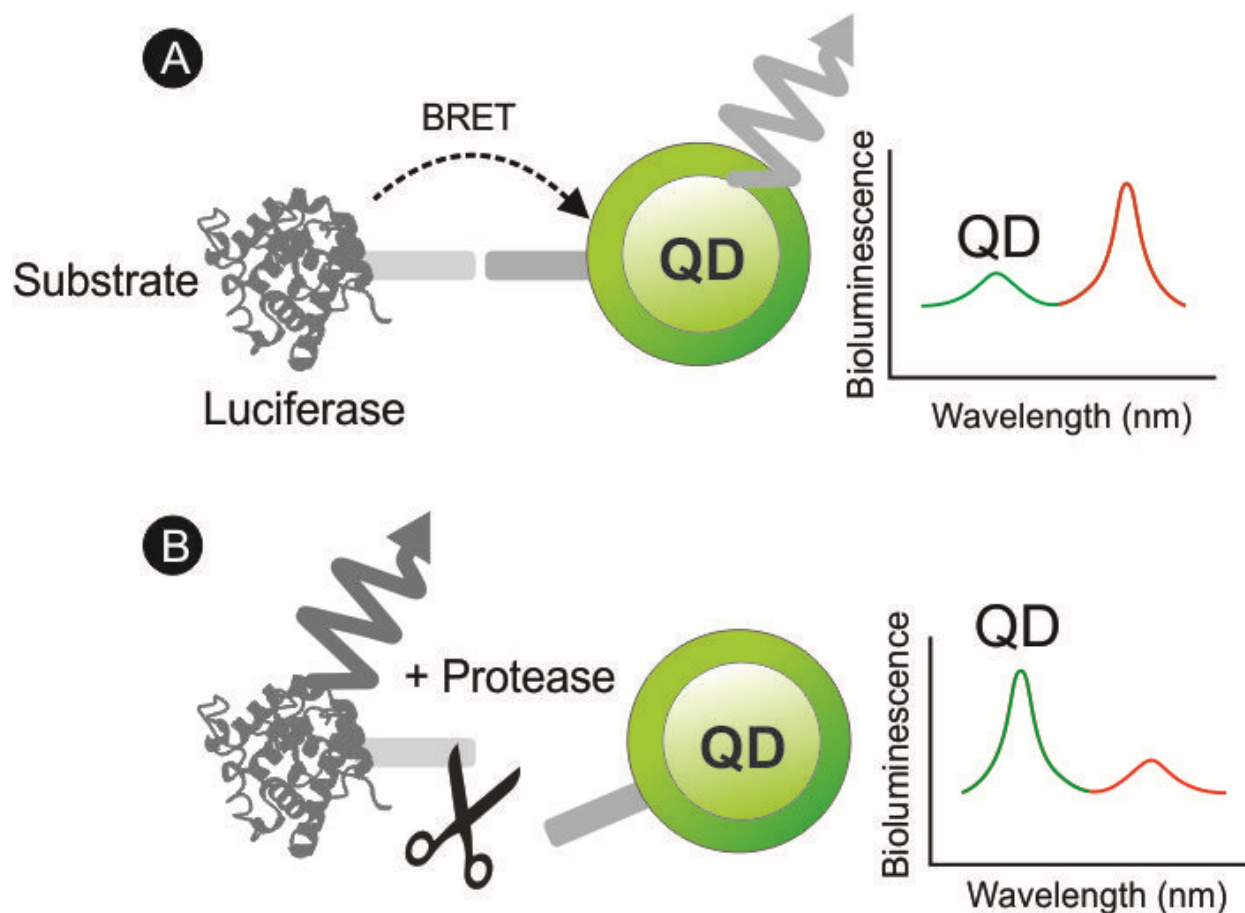 A
BRET
QD
Substrate
Luciferase
QD
Bioluminescence
Wavelength (nm)
B
+ Protease
QD
QD
Bioluminescence
Wavelength (nm)